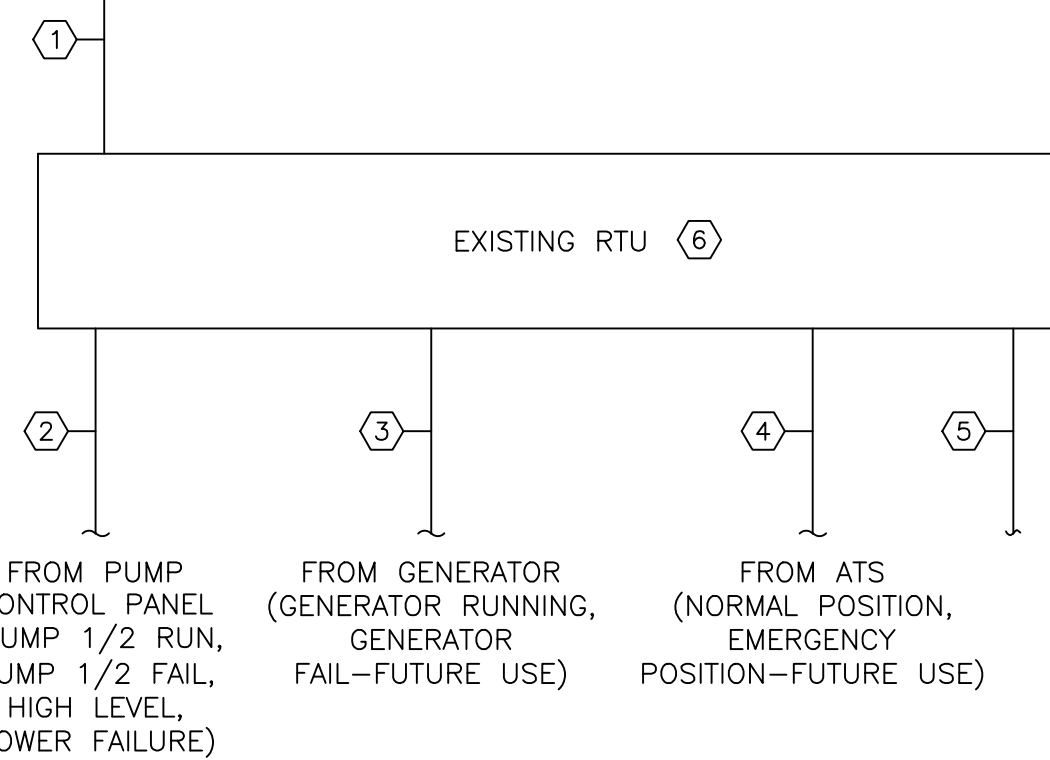 1
EXISTING RTU 6
2
3
4
5
FROM PUMP
ONTROL PANEL
UMP 1/2 RUN,
UMP 1/2 FAIL,
HIGH LEVEL,
OWER FAILURE)
FROM GENERATOR
(GENERATOR RUNNING,
GENERATOR
FAIL-FUTURE USE)
FROM ATS
(NORMAL POSITION,
EMERGENCY
POSITION-FUTURE USE)